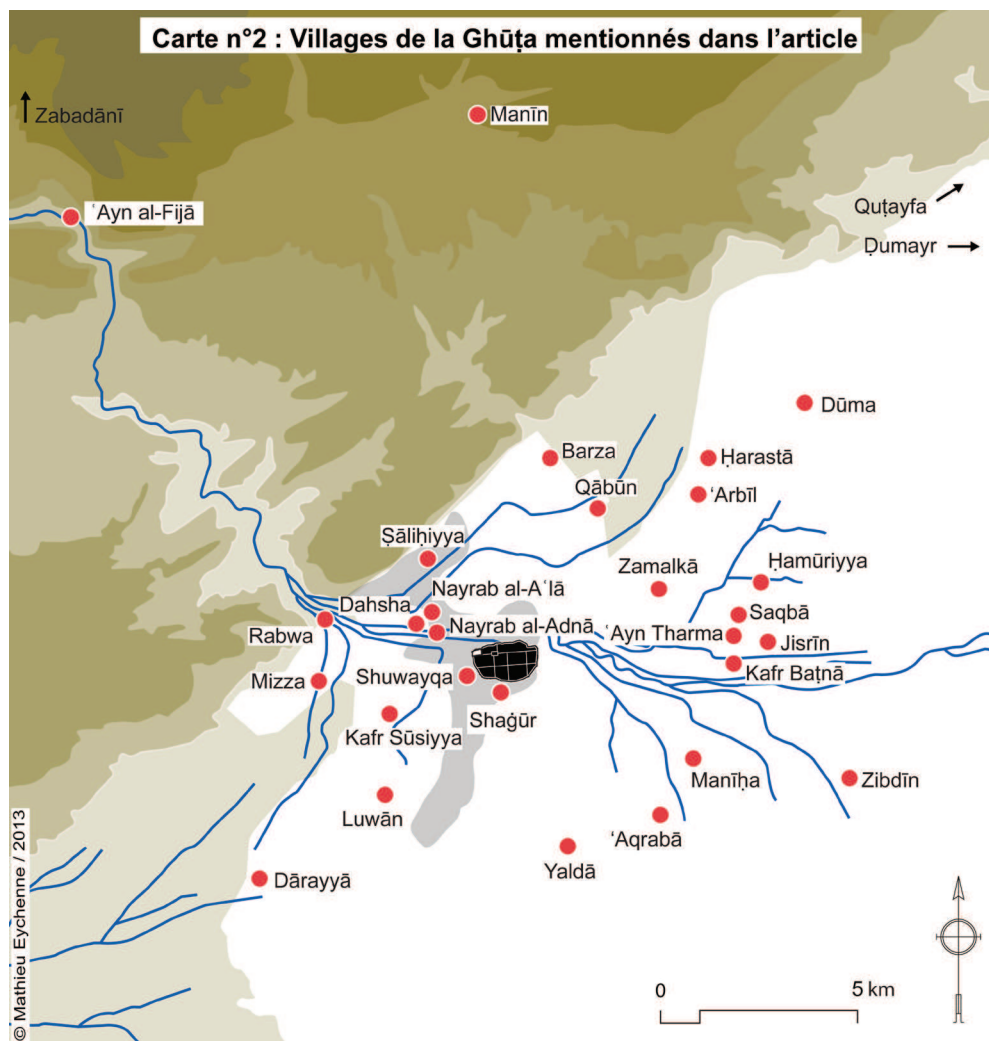 Carte n°2 : Villages de la Ghūṭa mentionnés dans l’article
Zabadānī
Manīn
ʿAyn al-Fijā
Quṭayfa
Ḍumayr
Dūma
Barza
Ḥarastā
Qābūn
ʿArbīl
Ṣāliḥiyya
Zamalkā
Ḥamūriyya
Nayrab al-Aʿlā
Dahsha
Saqbā
Rabwa
Nayrab al-Adnā
ʿAyn Tharma
Jisrīn
Kafr Baṭnā
Mizza
Shuwayqa
Shaġūr
Kafr Sūsiyya
Manīḥa
Zibdīn
Luwān
ʿAqrabā
Yaldā
Dārayyā
0 5 km
© Mathieu Eychenne / 2013